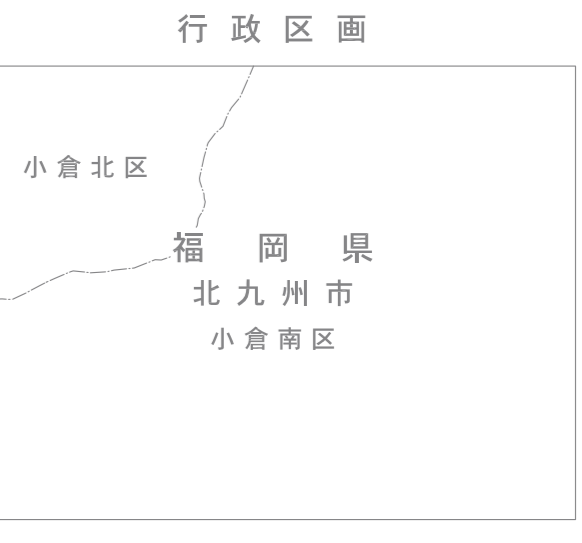 行政区画
小倉北区
福岡県
北九州市
小倉南区